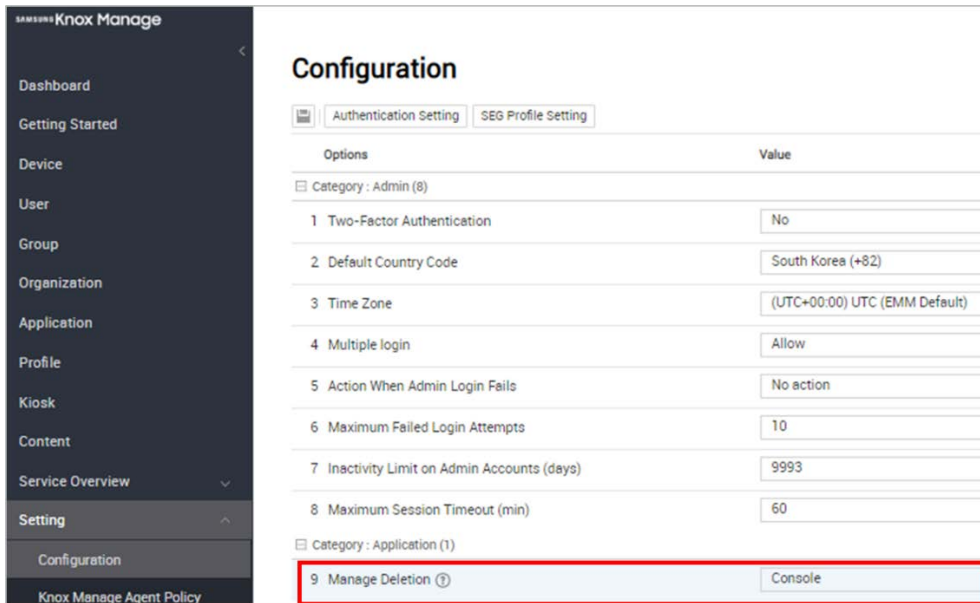 SAMSUNG Knox Manage
Dashboard
Getting Started
Device
User
Group
Organization
Application
Profile
Kiosk
Content
Service Overview
Setting
Configuration
Knox Manage Agent Policy
Configuration
Authentication Setting SEG Profile Setting
Options Value
Category : Admin (8)
1 Two-Factor Authentication No
2 Default Country Code South Korea (+82)
3 Time Zone (UTC+00:00) UTC (EMM Default)
4 Multiple login Allow
5 Action When Admin Login Fails No action
6 Maximum Failed Login Attempts 10
7 Inactivity Limit on Admin Accounts (days) 9993
8 Maximum Session Timeout (min) 60
Category : Application (1)
9 Manage Deletion ? Console